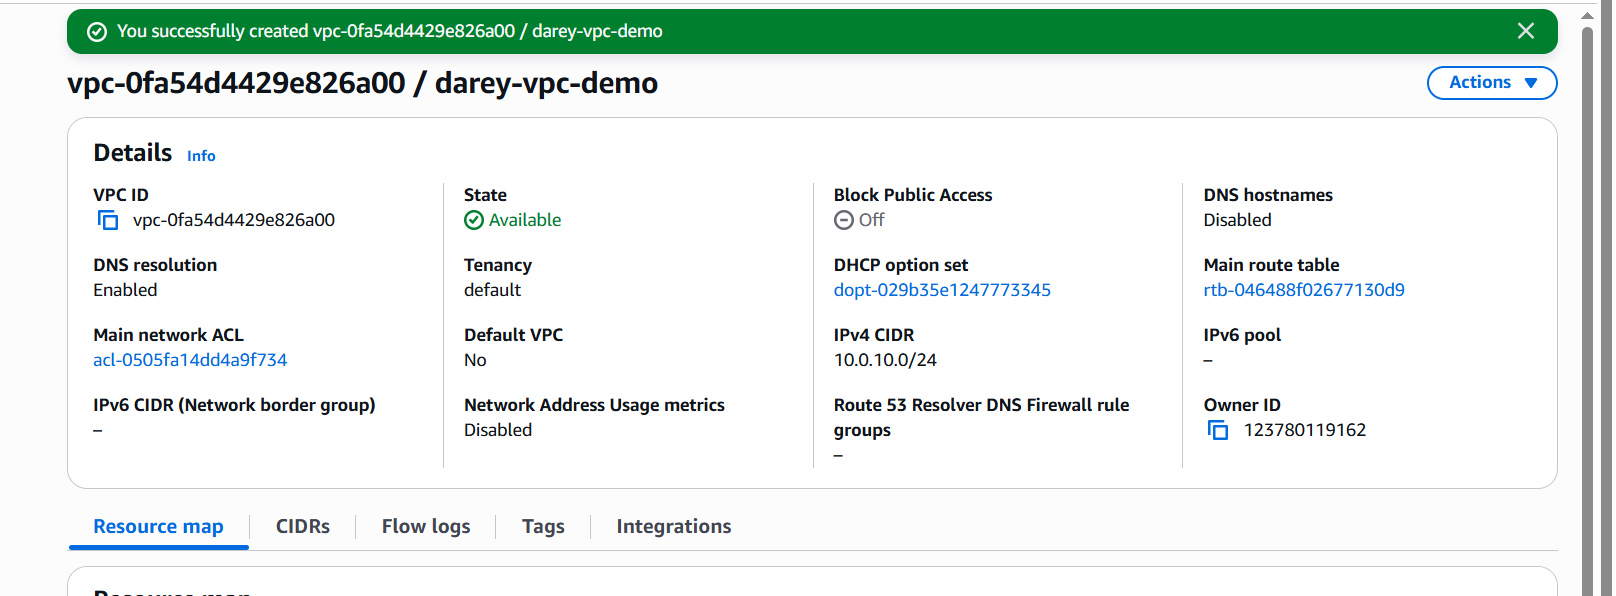 You successfully created vpc-0fa54d4429e826a00 / darey-vpc-demo
vpc-0fa54d4429e826a00 / darey-vpc-demo
Actions
Details Info
VPC ID
vpc-0fa54d4429e826a00
State
Available
Block Public Access
Off
DNS hostnames
Disabled
DNS resolution
Enabled
Tenancy
default
DHCP option set
dopt-029b35e1247773345
Main route table
rtb-046488f02677130d9
Main network ACL
acl-0505fa14dd4a9f734
Default VPC
No
IPv4 CIDR
10.0.10.0/24
IPv6 pool
–
IPv6 CIDR (Network border group)
–
Network Address Usage metrics
Disabled
Route 53 Resolver DNS Firewall rule
groups
–
Owner ID
123780119162
Resource map
CIDRs
Flow logs
Tags
Integrations
Resource map